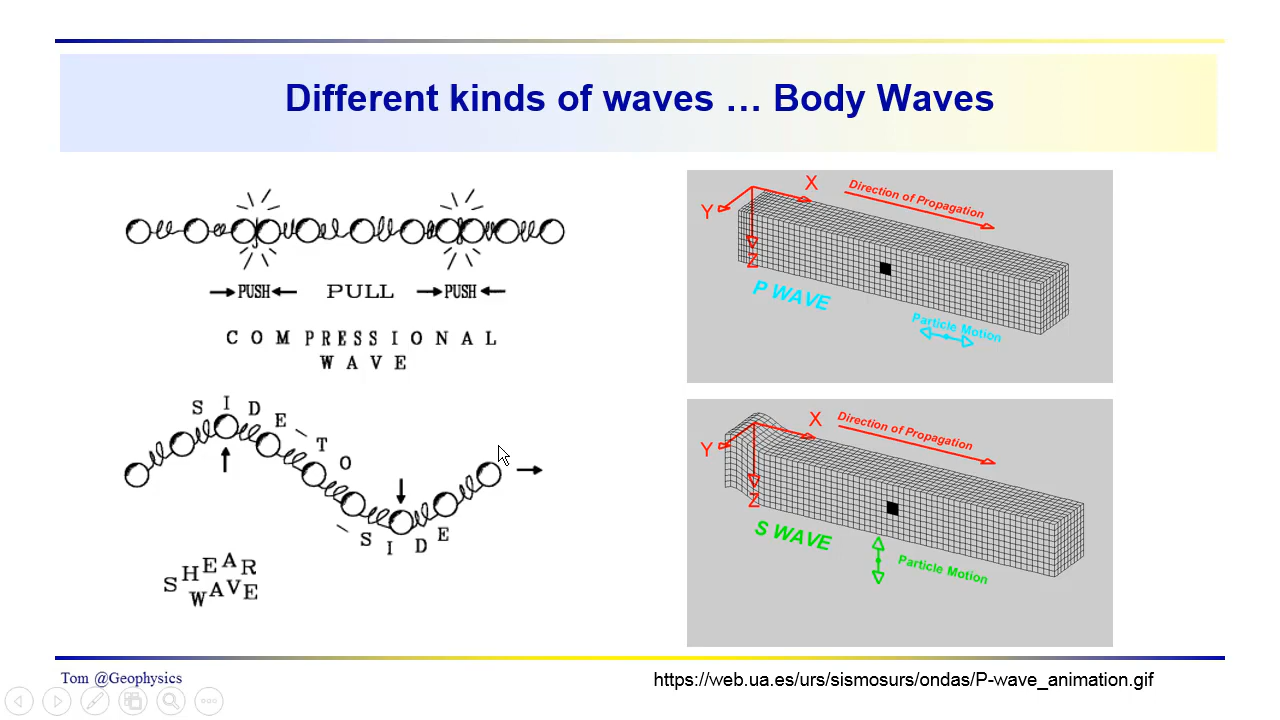 Different kinds of waves … Body Waves
PUSH PULL PUSH
COMPRESSIONAL
WAVE
SIDE-TO-SIDE
SHEAR
WAVE
X
Y
Z
Direction of Propagation
P WAVE
Particle Motion
X
Y
Z
Direction of Propagation
S WAVE
Particle Motion
Tom @Geophysics
https://web.ua.es/urs/sismosurs/ondas/P-wave_animation.gif